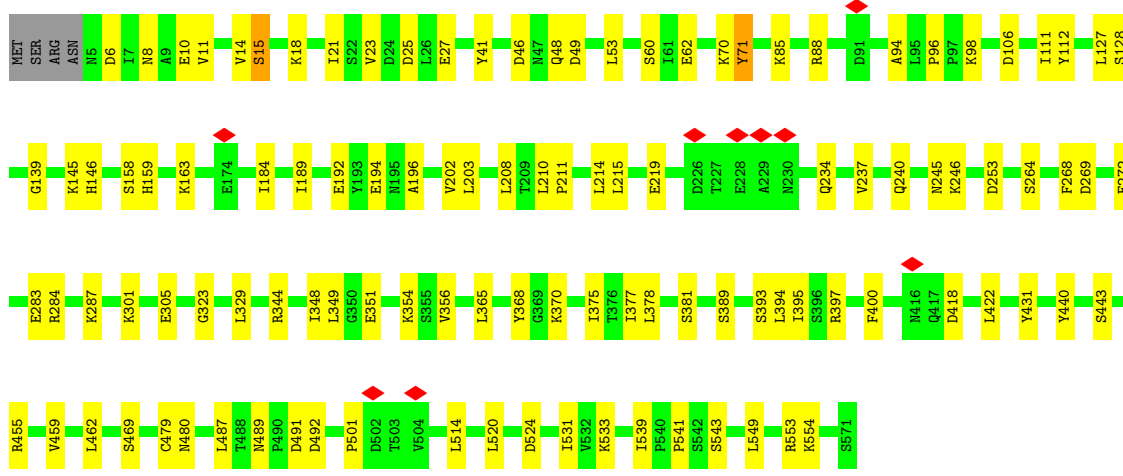 MET SER ARG ASN N5 D6 I7 N8 A9 E10 V11 V14 S15 K18 I21 S22 V23 D24 D25 L26 E27 Y41 D46 N47 Q48 D49 L53 S60 I61 E62 K70 Y71 K85 R88 D91 A94 L95 P96 P97 K98 D106 I111 Y112 L127 S128
G139 K145 H146 S158 H159 K163 E174 I184 I189 E192 Y193 E194 N195 A196 V202 L203 L208 T209 L210 P211 L214 L215 E219 D226 T227 E228 A229 N230 Q234 V237 Q240 N245 K246 D253 S264 F268 D269
E283 R284 K287 K301 E305 G323 L329 R344 I348 G350 L349 E351 K354 S355 V356 L365 Y368 G369 K370 I375 T376 I377 L378 S381 S389 S393 L394 I395 S396 R397 F400 N416 Q417 D418 L422 Y431 Y440 S443
R455 V459 L462 S469 C479 N480 L487 T488 N489 P490 D491 D492 P501 D502 T503 V504 L514 L520 D524 I531 V532 K533 I539 P540 P541 S542 S543 L549 R553 K554 S571